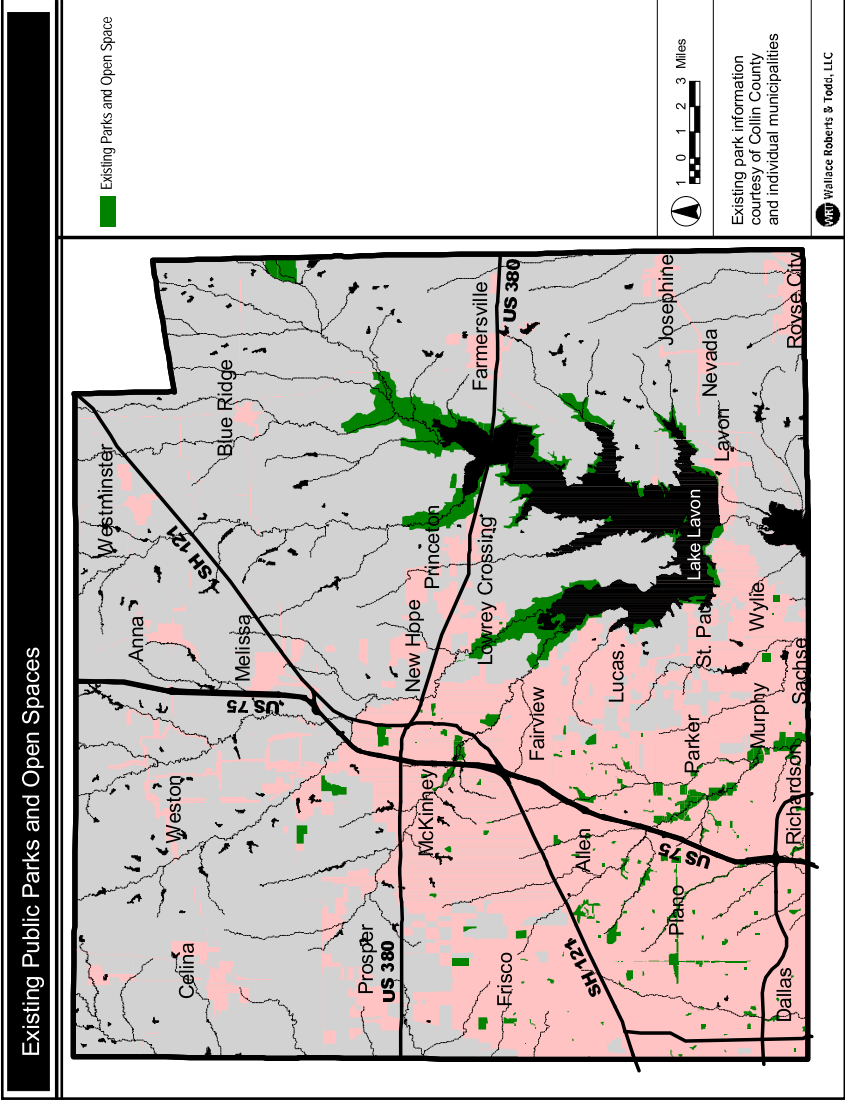 Existing Public Parks and Open Spaces
Existing Parks and Open Space
Westminster
SH 121
Blue Ridge
Anna
Melissa
US 75
Weston
Celina
Farmersville
US 380
Princeton
Lowrey Crossing
New Hope
McKinney
Prosper
US 380
Fairview
Allen
Frisco
SH 121
Josephine
Nevada
Lavon
Royse City
Lake Lavon
St. Pa
Wylie
Lucas
Parker
Murphy
Sachse
Richardson
US 75
Plano
Dallas
1 0 1 2 3 Miles
Existing park information
courtesy of Collin County
and individual municipalities
WRT Wallace Roberts & Todd, LLC